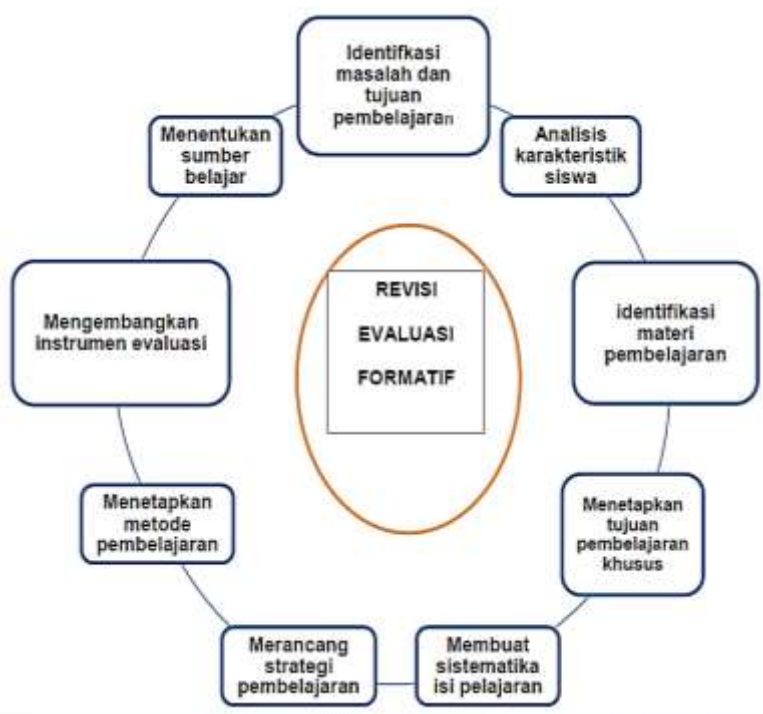 Identifkasi
masalah dan
tujuan
pembelajaran
Analisis
karakteristik
siswa
identifikasi
materi
pembelajaran
Menetapkan
tujuan
pembelajaran
khusus
Membuat
sistematika
isi pelajaran
Merancang
strategi
pembelajaran
Menetapkan
metode
pembelajaran
Mengembangkan
instrumen evaluasi
Menentukan
sumber
belajar
REVISI
EVALUASI
FORMATIF